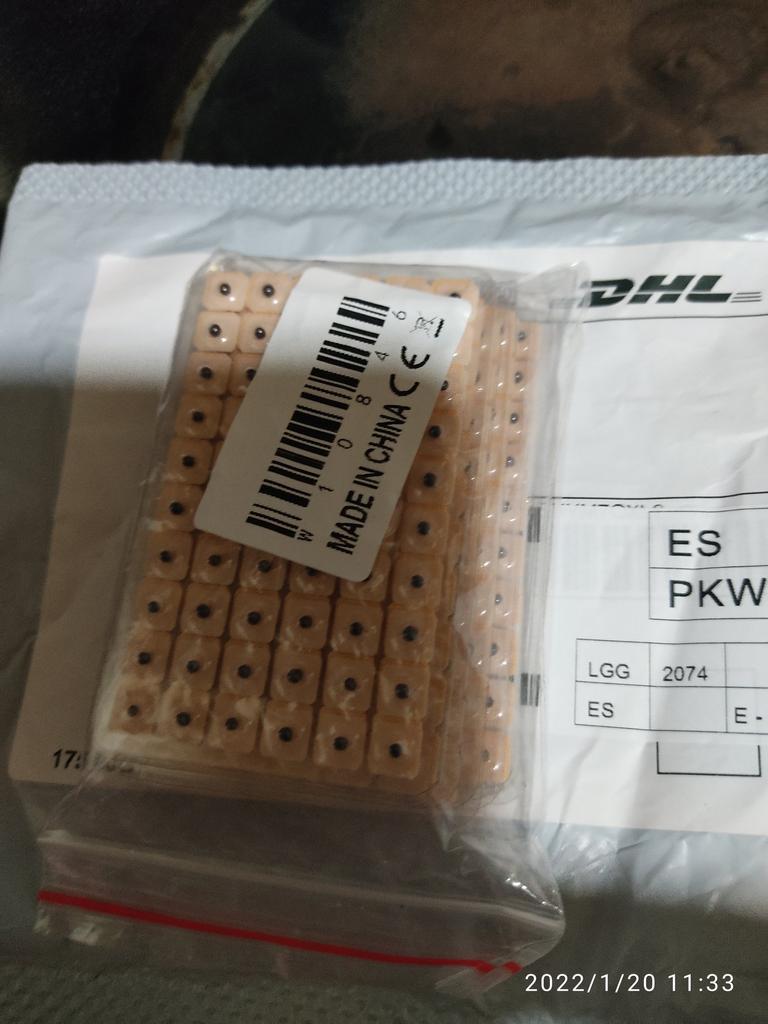 DHL
W 1 0 8 4 6
MADE IN CHINA CE
ES
PKW
LGG 2074
ES E -
2022/1/20 11:33